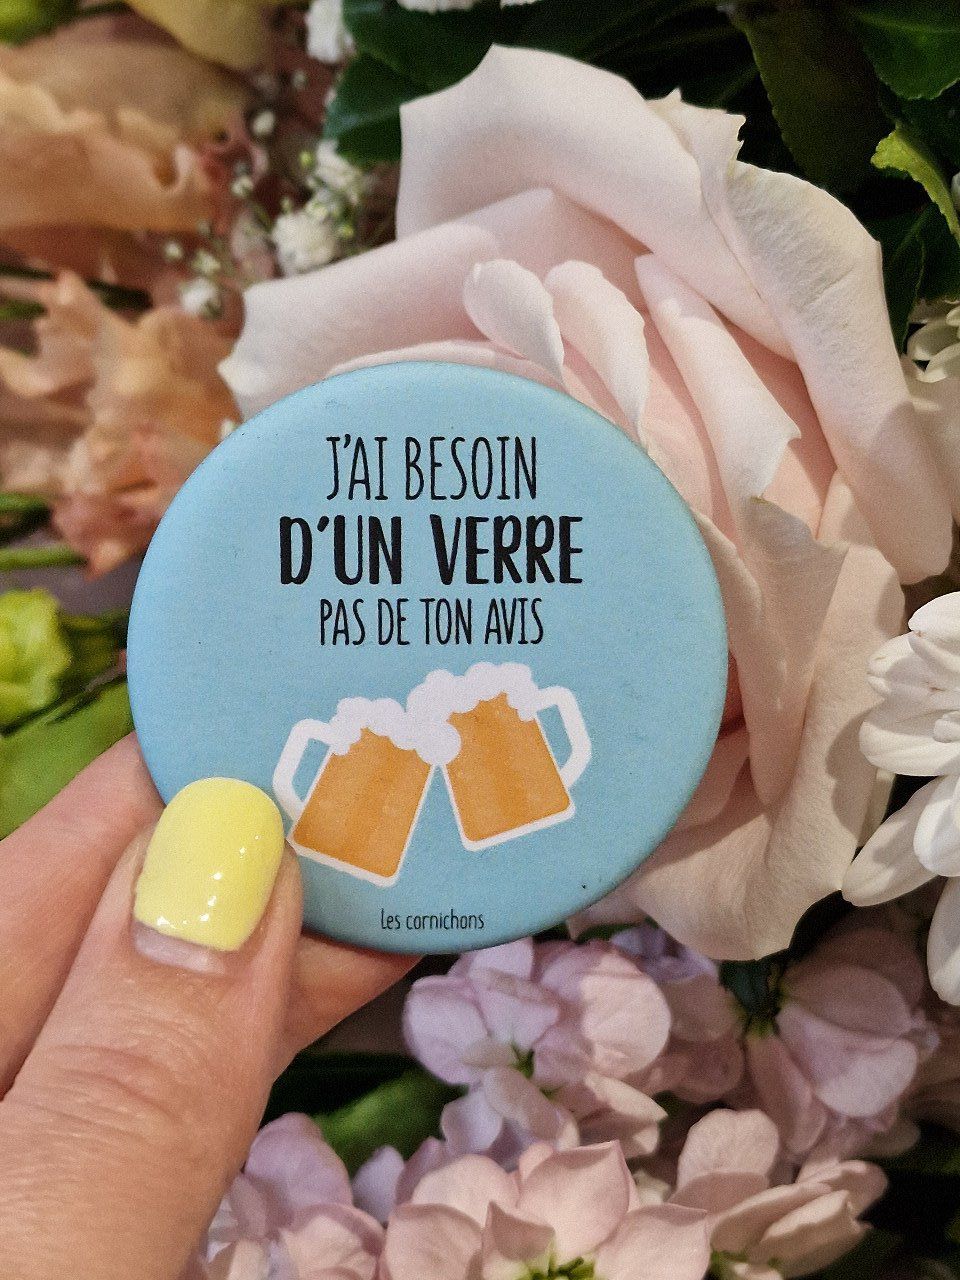 J'AI BESOIN
D'UN VERRE
PAS DE TON AVIS
Les cornichons